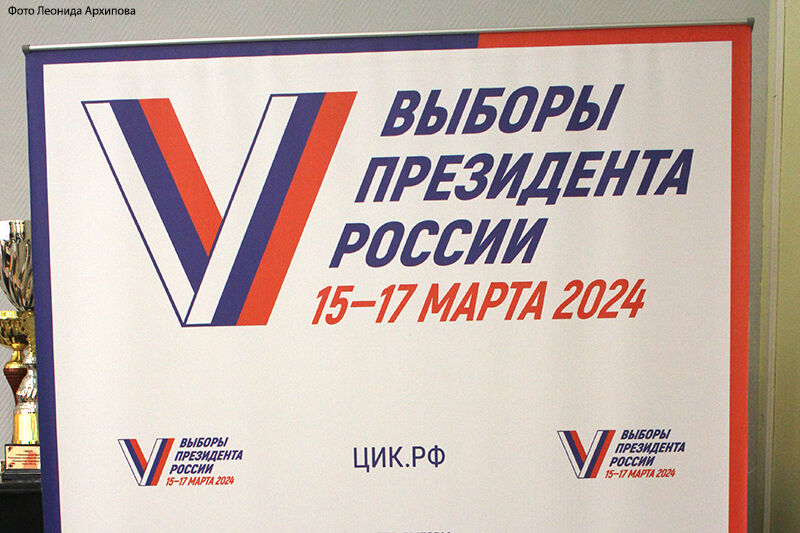 Фото Леонида Архипова
ВЫБОРЫ
ПРЕЗИДЕНТА
РОССИИ
15–17 МАРТА 2024
ВЫБОРЫ
ПРЕЗИДЕНТА
РОССИИ
15–17 МАРТА 2024
ЦИК.РФ
ВЫБОРЫ
ПРЕЗИДЕНТА
РОССИИ
15–17 МАРТА 2024